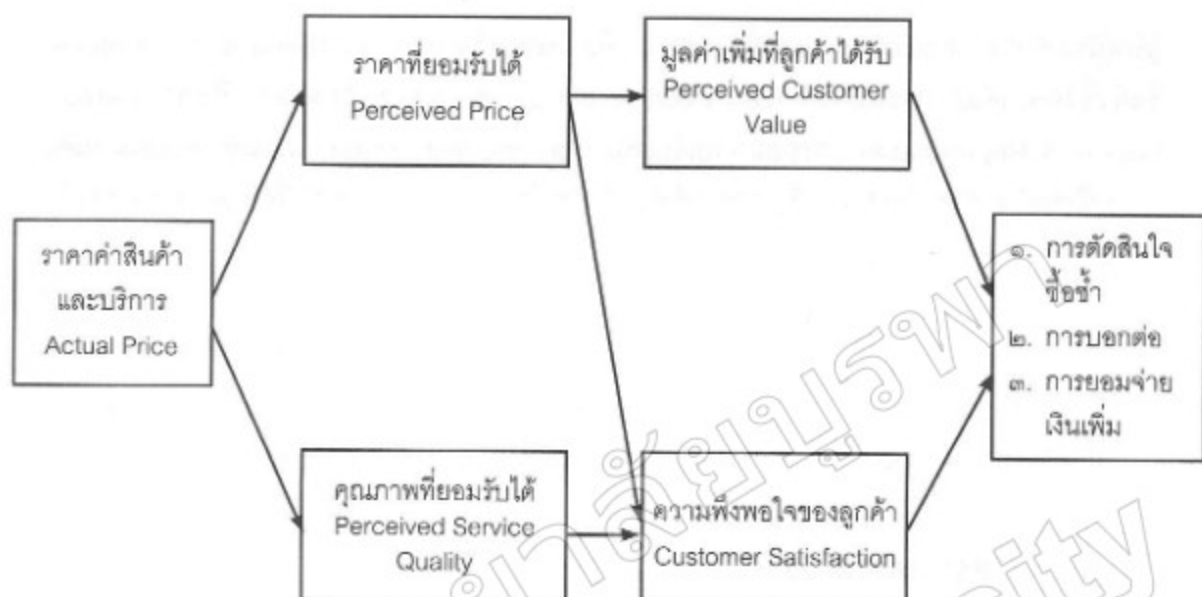 ราคาที่ยอมรับได้
Perceived Price
มูลค่าเพิ่มที่ลูกค้าได้รับ
Perceived Customer
Value
ราคาค่าสินค้า
และบริการ
Actual Price
๑. การตัดสินใจ
ซื้อซ้ำ
๒. การบอกต่อ
๓. การยอมจ่าย
เงินเพิ่ม
คุณภาพที่ยอมรับได้
Perceived Service
Quality
ความพึงพอใจของลูกค้า
Customer Satisfaction